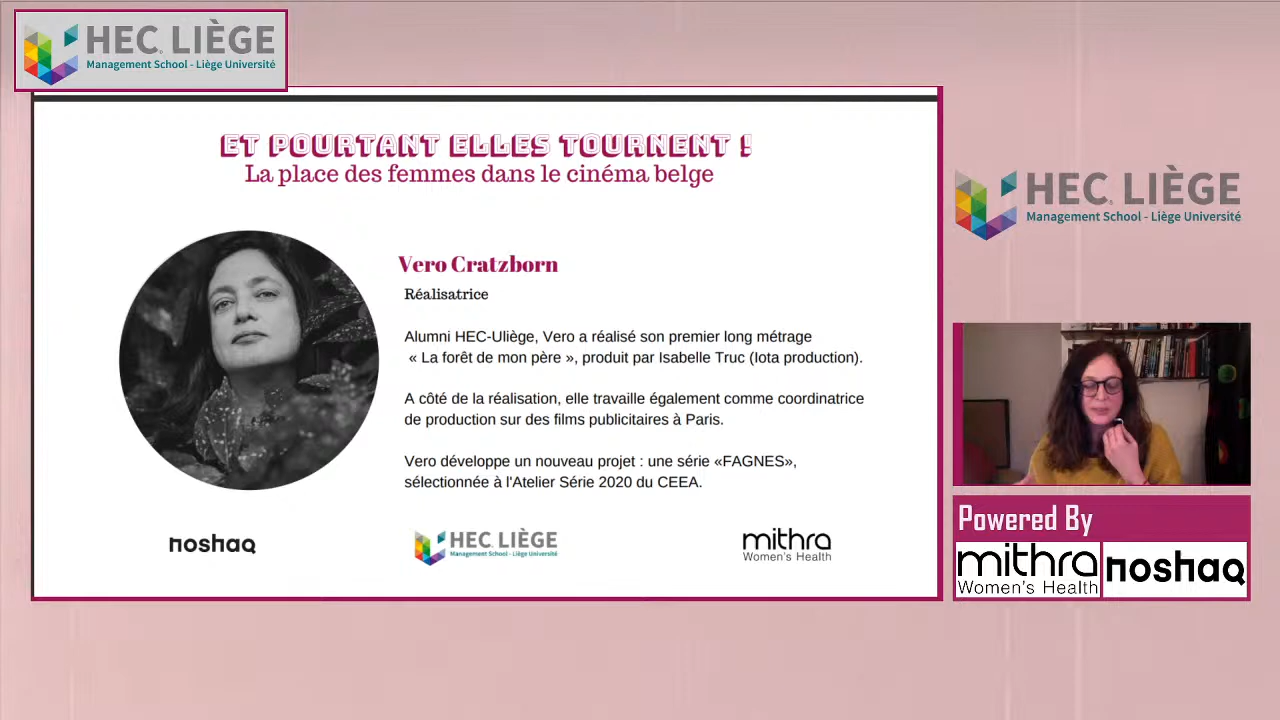 HEC. LIÈGE
Management School - Liège Université
ET POURTANT ELLES TOURNENT !
La place des femmes dans le cinéma belge
Vero Cratzborn
Réalisatrice
Alumni HEC-Uliège, Vero a réalisé son premier long métrage
« La forêt de mon père », produit par Isabelle Truc (Iota production).
A côté de la réalisation, elle travaille également comme coordinatrice
de production sur des films publicitaires à Paris.
Vero développe un nouveau projet : une série «FAGNES»,
sélectionnée à l'Atelier Série 2020 du CEEA.
noshaq
HEC. LIÈGE
Management School - Liège Université
mithra
Women's Health
HEC. LIÈGE
Management School - Liège Université
Powered By
mithra
Women's Health
noshaq